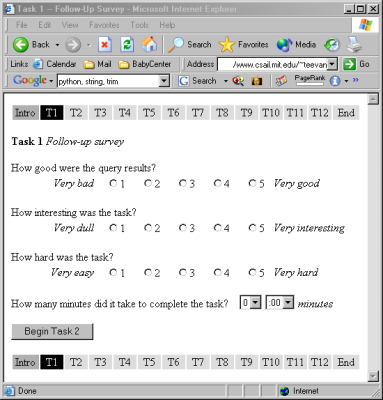 Task 1 -- Follow-Up Survey - Microsoft Internet Explorer
File Edit View Favorites Tools Help
Back Search Favorites Media
Links Calendar Mail BabyCenter Address /www.csail.mit.edu/~teevan Go
Google python, string, trim Search PageRank
Intro T1 T2 T3 T4 T5 T6 T7 T8 T9 T10 T11 T12 End
Task 1 Follow-up survey
How good were the query results?
Very bad 1 2 3 4 5 Very good
How interesting was the task?
Very dull 1 2 3 4 5 Very interesting
How hard was the task?
Very easy 1 2 3 4 5 Very hard
How many minutes did it take to complete the task? 0 :00 minutes
Begin Task 2
Intro T1 T2 T3 T4 T5 T6 T7 T8 T9 T10 T11 T12 End
Done Internet